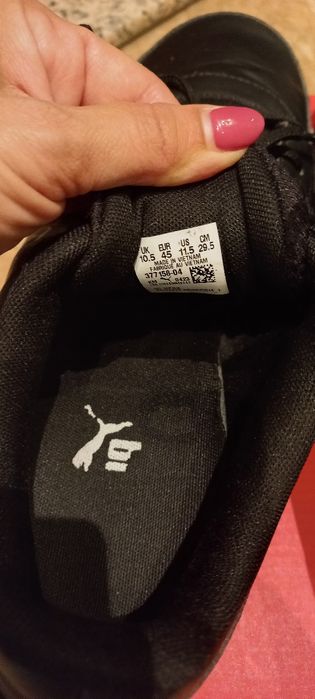 UK EUR US CM
10.5 45 11.5 29.5
MADE IN VIETNAM
FABRIQUÉ AU VIETNAM
377158-04
0422